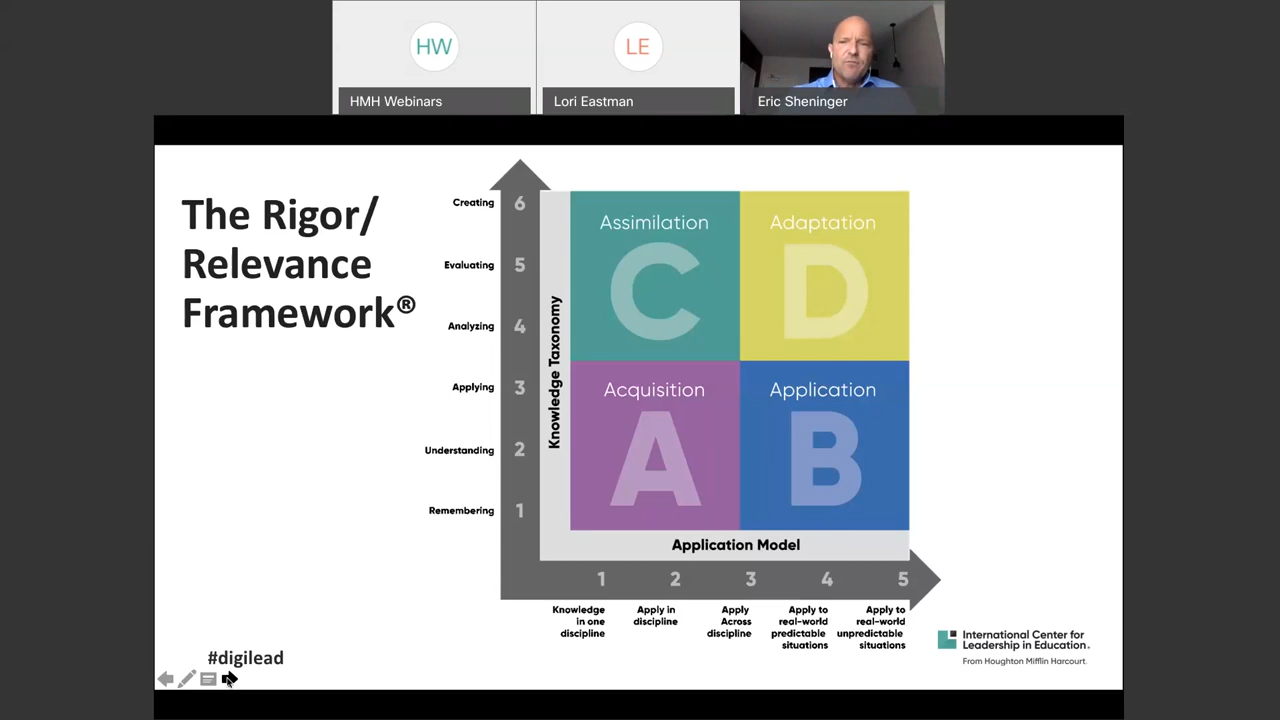 HW
LE
HMH Webinars
Lori Eastman
Eric Sheninger
The Rigor/
Relevance
Framework®
Creating 6
Evaluating 5
Analyzing 4
Applying 3
Understanding 2
Remembering 1
Knowledge Taxonomy
Assimilation
C
Adaptation
D
Acquisition
A
Application
B
Application Model
1 2 3 4 5
Knowledge
in one
discipline
Apply in
discipline
Apply
Across
discipline
Apply to
real-world
predictable
situations
Apply to
real-world
unpredictable
situations
International Center for
Leadership in Education.
From Houghton Mifflin Harcourt.
#digilead